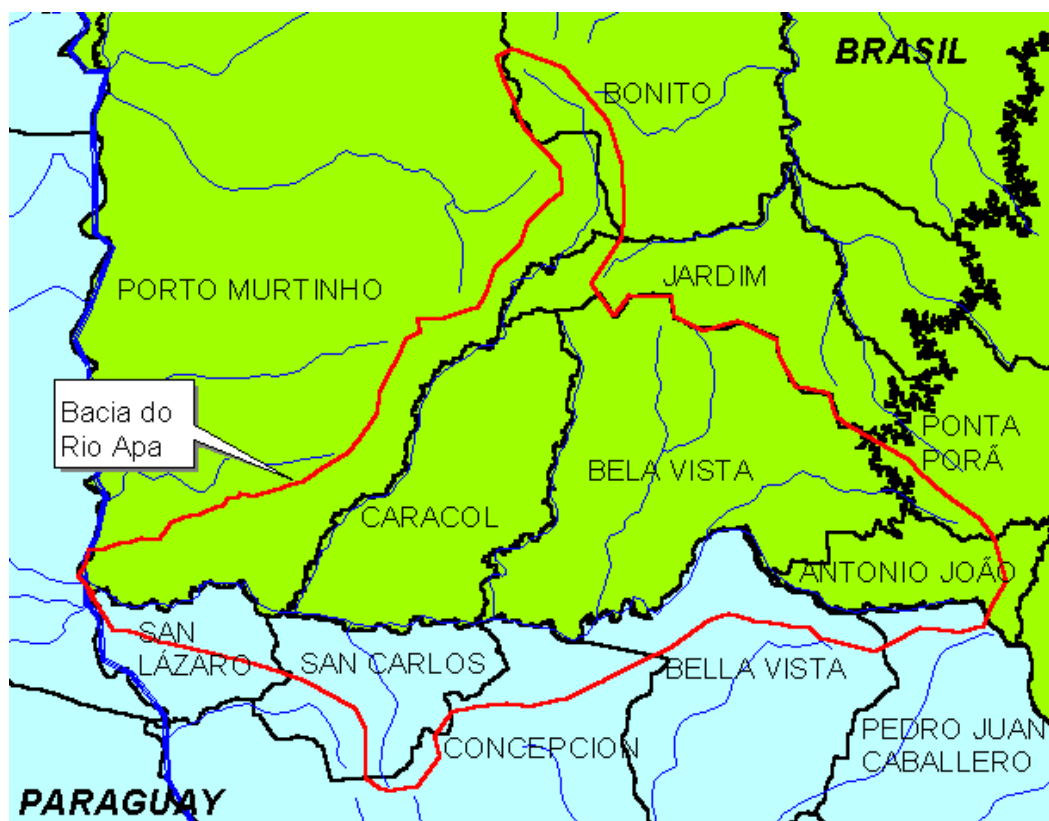 BRASIL
BONITO
PORTO MURTINHO
JARDIM
Bacia do
Rio Apa
PONTA
PORÃ
BELA VISTA
CARACOL
ANTONIO JOÃO
SAN
LÁZARO
SAN CARLOS
BELLA VISTA
CONCEPCION
PEDRO JUAN
CABALLERO
PARAGUAY